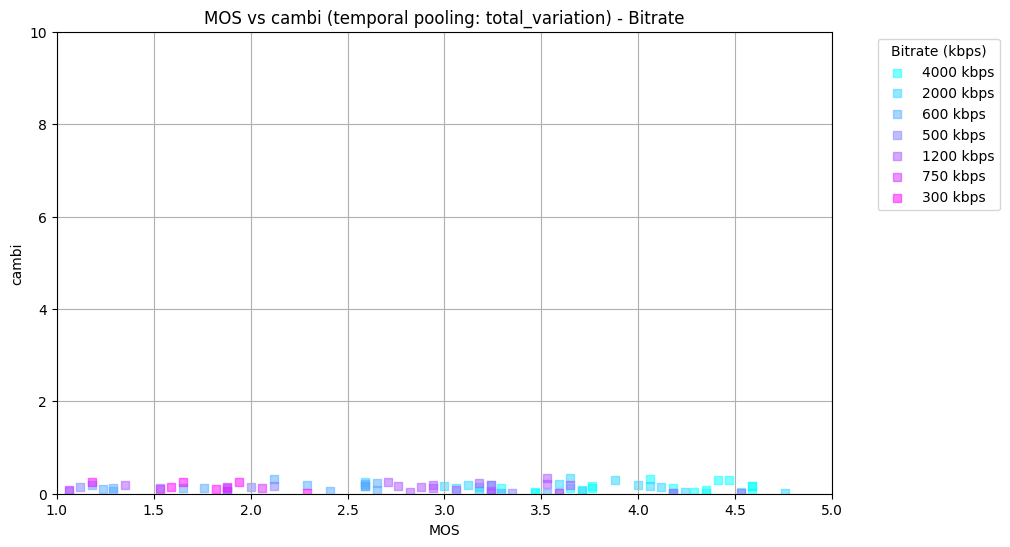 MOS vs cambi (temporal pooling: total_variation) - Bitrate
10
8
6
4
2
0
cambi
1.0
1.5
2.0
2.5
3.0
3.5
4.0
4.5
5.0
MOS
Bitrate (kbps)
4000 kbps
2000 kbps
600 kbps
500 kbps
1200 kbps
750 kbps
300 kbps